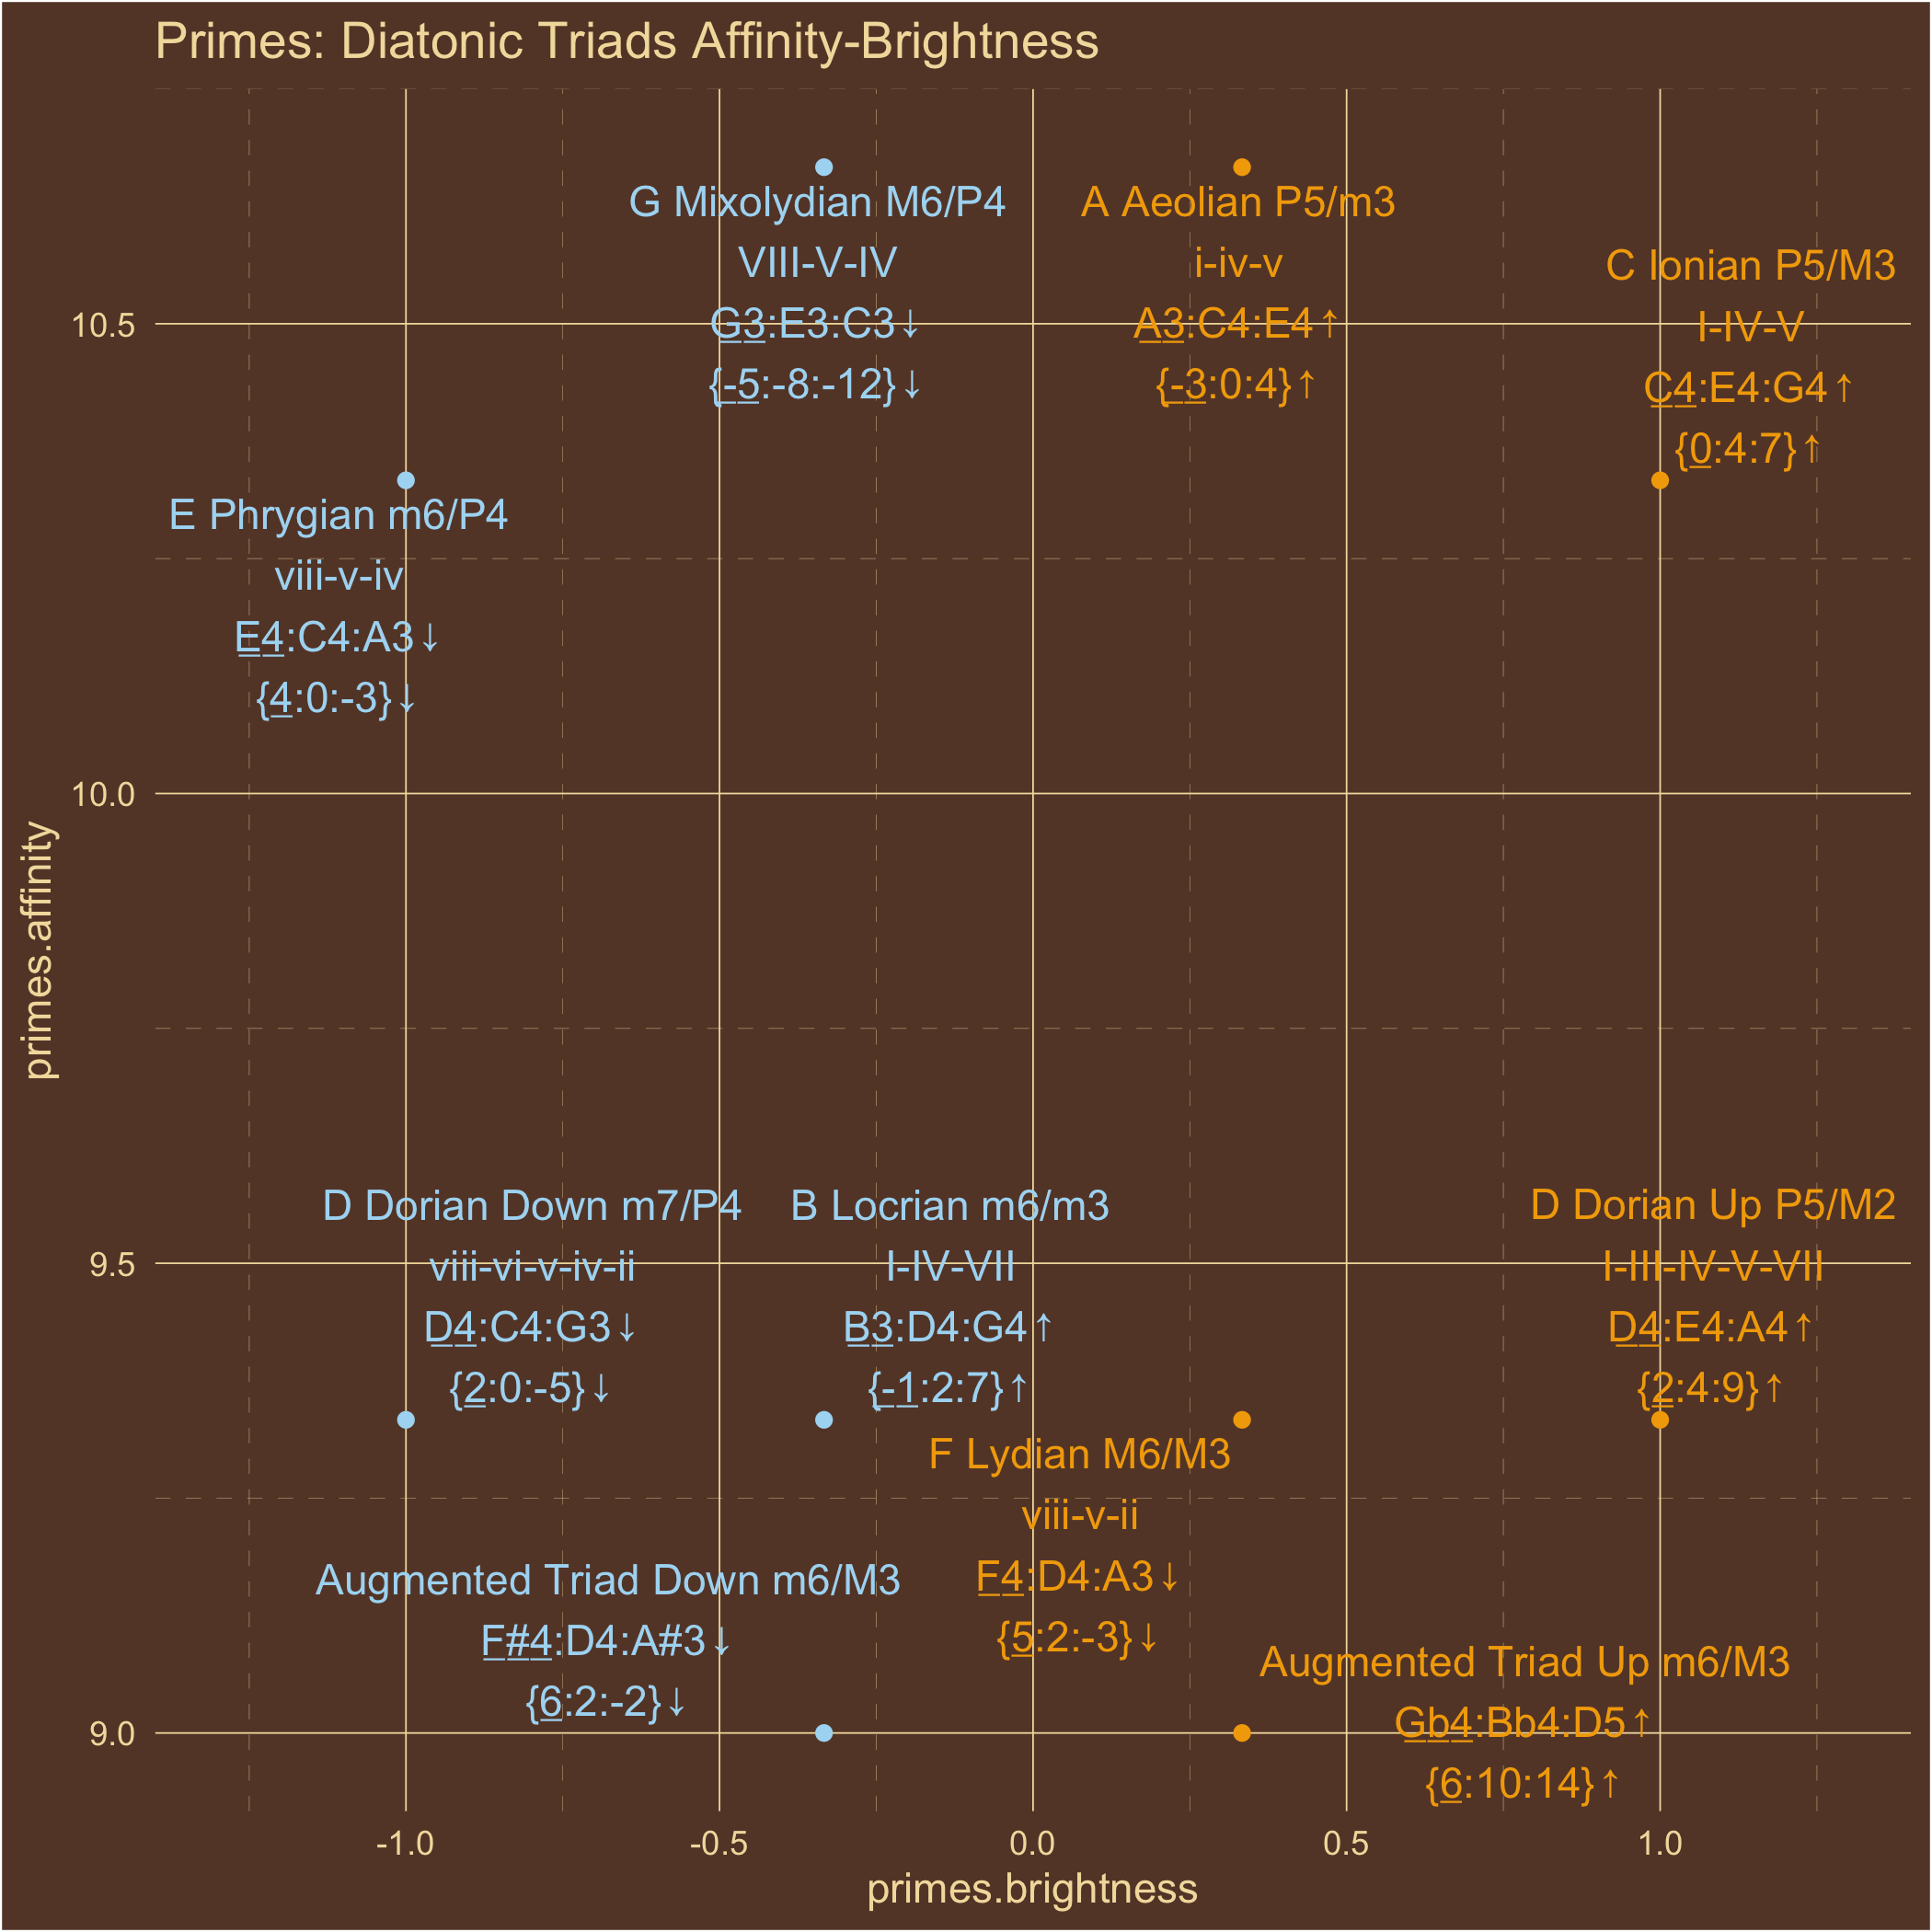 Primes: Diatonic Triads Affinity-Brightness
G Mixolydian M6/P4
VIII-V-IV
G3:E3:C3↓
{-5:-8:-12}↓
A Aeolian P5/m3
i-iv-v
A3:C4:E4↑
{-3:0:4}↑
C Ionian P5/M3
I-IV-V
C4:E4:G4↑
{0:4:7}↑
10.5
E Phrygian m6/P4
viii-v-iv
E4:C4:A3↓
{4:0:-3}↓
10.0
primes.affinity
D Dorian Down m7/P4
viii-vi-v-iv-ii
D4:C4:G3↓
{2:0:-5}↓
B Locrian m6/m3
I-IV-VII
B3:D4:G4↑
{-1:2:7}↑
D Dorian Up P5/M2
I-III-IV-V-VII
D4:E4:A4↑
{2:4:9}↑
9.5
F Lydian M6/M3
viii-v-ii
F4:D4:A3↓
{5:2:-3}↓
Augmented Triad Down m6/M3
F#4:D4:A#3↓
{6:2:-2}↓
Augmented Triad Up m6/M3
Gb4:Bb4:D5↑
{6:10:14}↑
9.0
-1.0
-0.5
0.0
0.5
1.0
primes.brightness